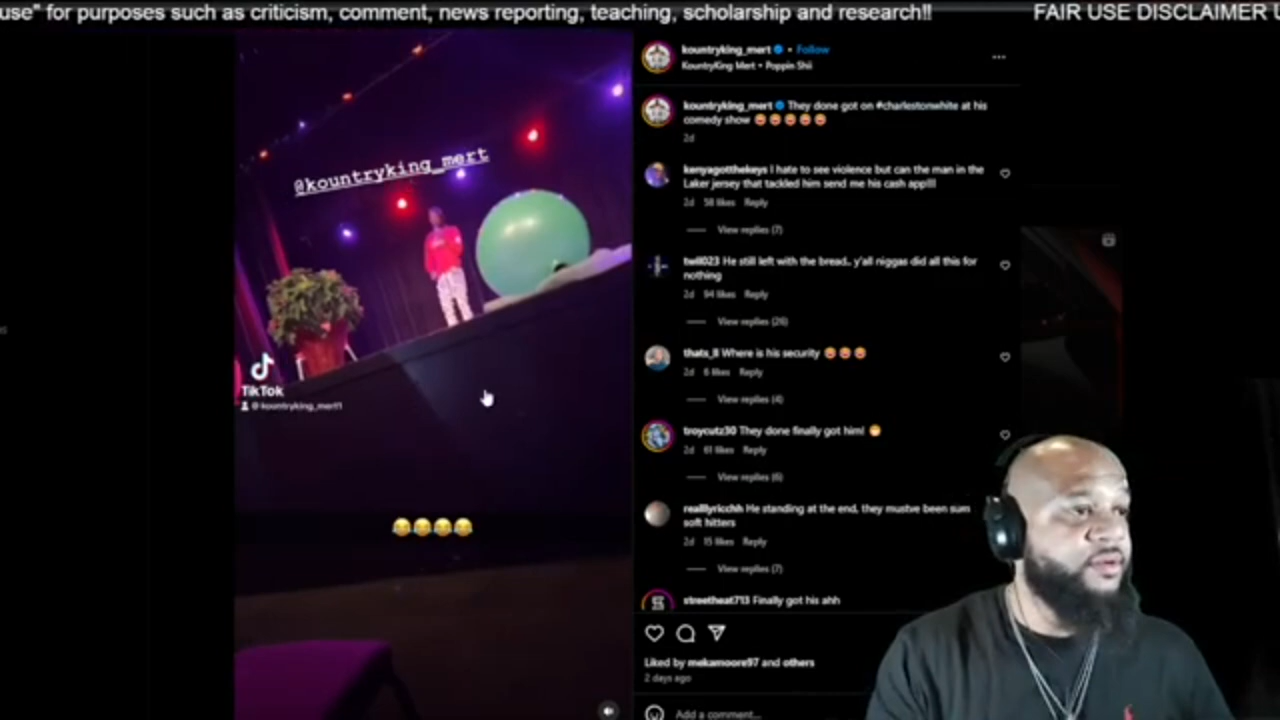 use" for purposes such as criticism, comment, news reporting, teaching, scholarship and research!!
FAIR USE DISCLAIMER
@kountryking_mert
TikTok
@kountryking_mert1
kountryking_mert • Follow
KountryKing Mert • Poppin Shii
kountryking_mert They done got on #charlestonwhite at his
comedy show
2d
kenyagotthekeys I hate to see violence but can the man in the
Laker jersey that tackled him send me his cash app!!!
2d 58 likes Reply
View replies (7)
twill023 He still left with the bread.. y'all niggas did all this for
nothing
2d 94 likes Reply
View replies (26)
thats_ll Where is his security
2d 6 likes Reply
View replies (4)
troycutz30 They done finally got him!
2d 61 likes Reply
View replies (6)
realllyricchh He standing at the end, they mustve been sum
soft hitters
2d 15 likes Reply
View replies (7)
streetheat713 Finally got his ahh
Liked by mekamoore97 and others
2 days ago
Add a comment...